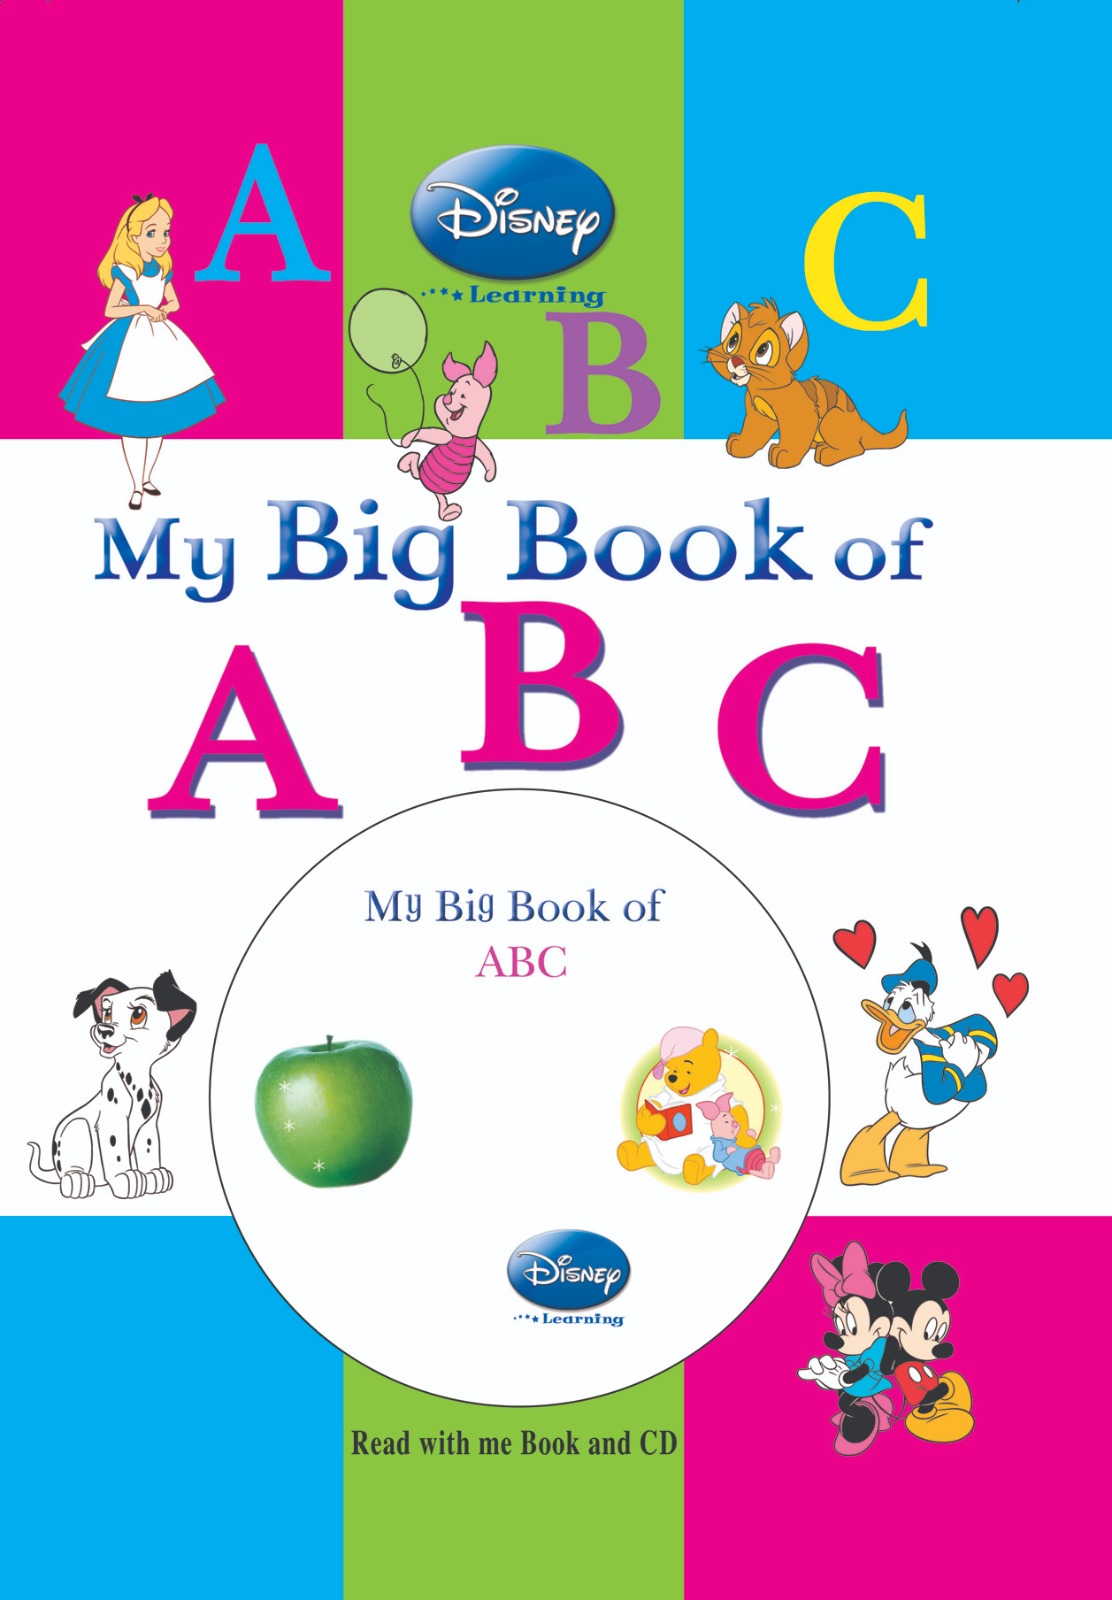 A
DISNEY
Learning
B
C
My Big Book of
A B C
My Big Book of
ABC
DISNEY
Learning
Read with me Book and CD